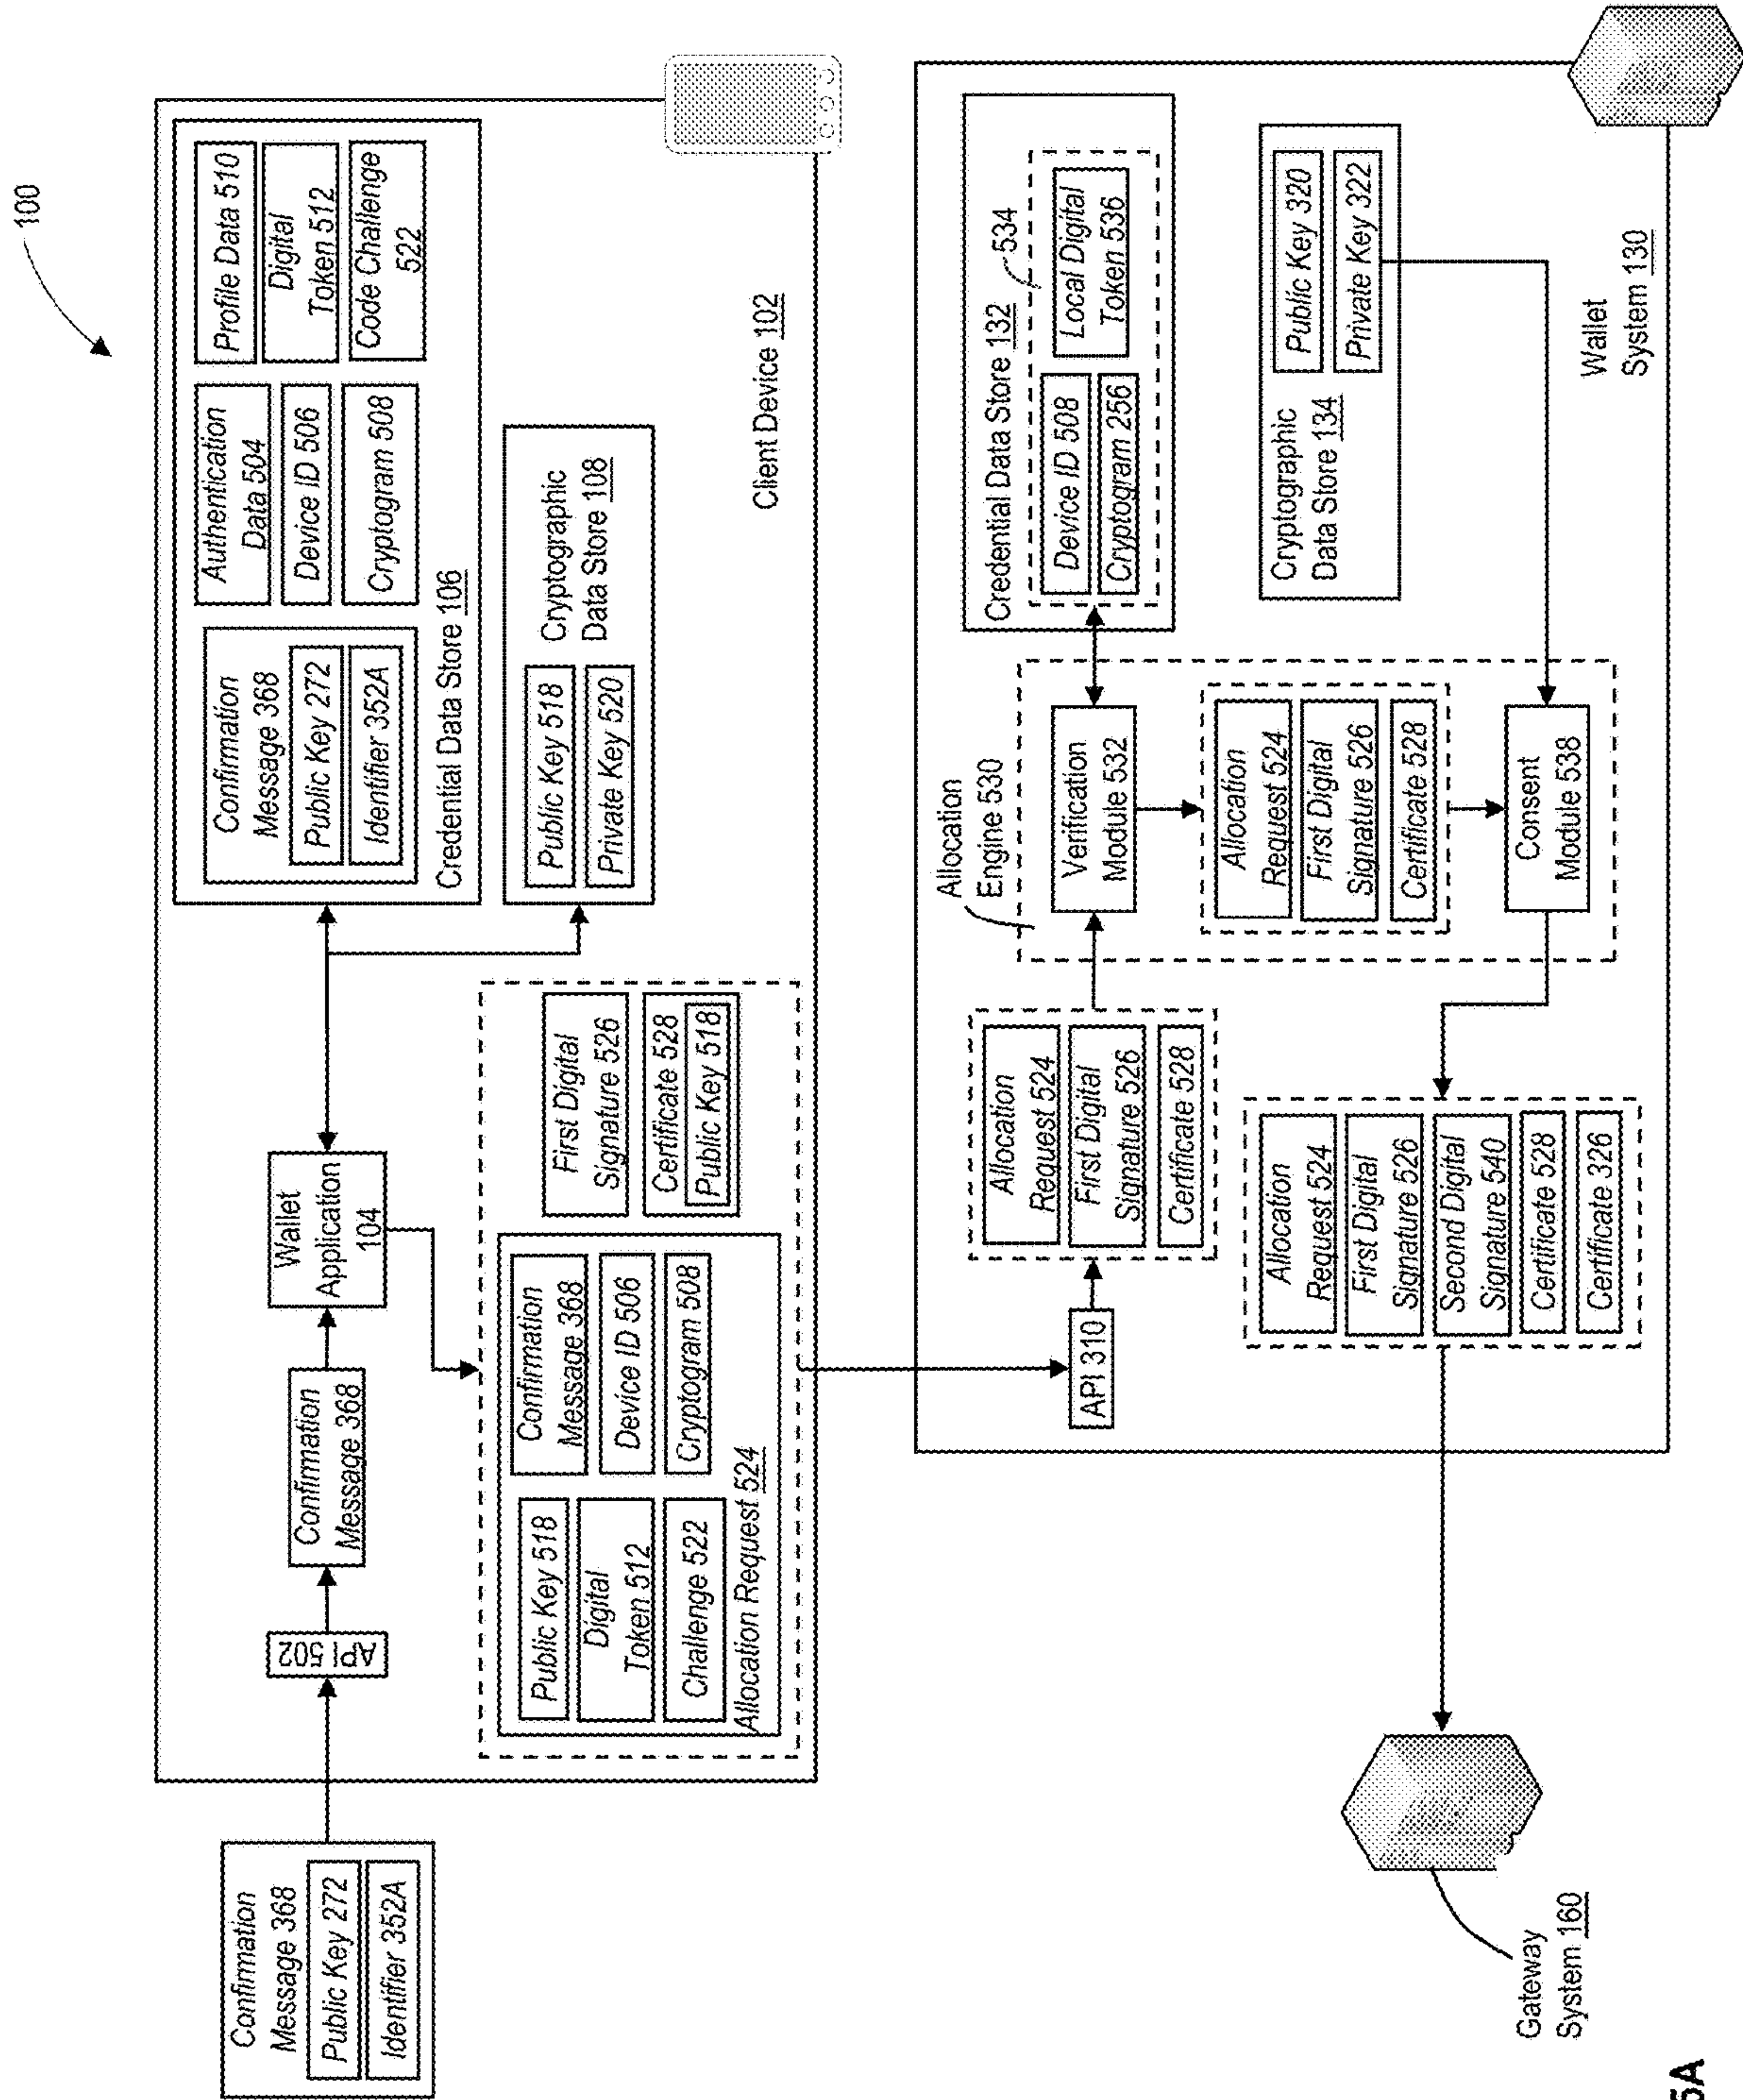 100
Confirmation
Message 368
Public Key 272
Identifier 352A
API 502
Confirmation
Message 368
Wallet
Application
104
Confirmation
Message 368
Public Key 272
Identifier 352A
Authentication
Data 504
Device ID 506
Cryptogram 508
Profile Data 510
Digital
Token 512
Code Challenge
522
Credential Data Store 106
Public Key 518
Private Key 520
Cryptographic
Data Store 108
Client Device 102
Public Key 518
Digital
Token 512
Challenge 522
Confirmation
Message 368
Device ID 506
Cryptogram 508
Allocation Request 524
First Digital
Signature 526
Certificate 528
Public Key 518
API 310
Allocation
Request 524
First Digital
Signature 526
Certificate 528
Allocation
Engine 530
Verification
Module 532
Allocation
Request 524
First Digital
Signature 526
Certificate 528
Consent
Module 538
Credential Data Store 132
534
Device ID 508
Cryptogram 256
Local Digital
Token 536
Cryptographic
Data Store 134
Public Key 320
Private Key 322
Wallet
System 130
Allocation
Request 524
First Digital
Signature 526
Second Digital
Signature 540
Certificate 528
Certificate 326
Gateway
System 160
5A